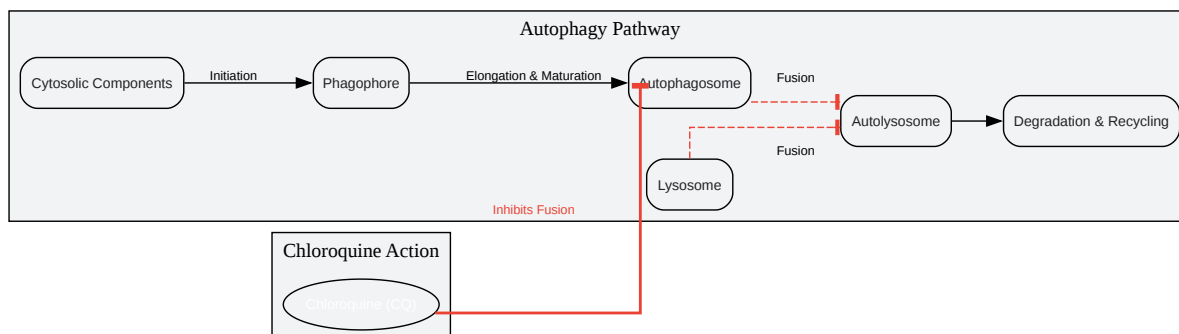 Autophagy Pathway
Cytosolic Components
Initiation
Phagophore
Elongation & Maturation
Autophagosome
Fusion
Autolysosome
Degradation & Recycling
Fusion
Lysosome
Inhibits Fusion
Chloroquine Action
Chloroquine (CQ)